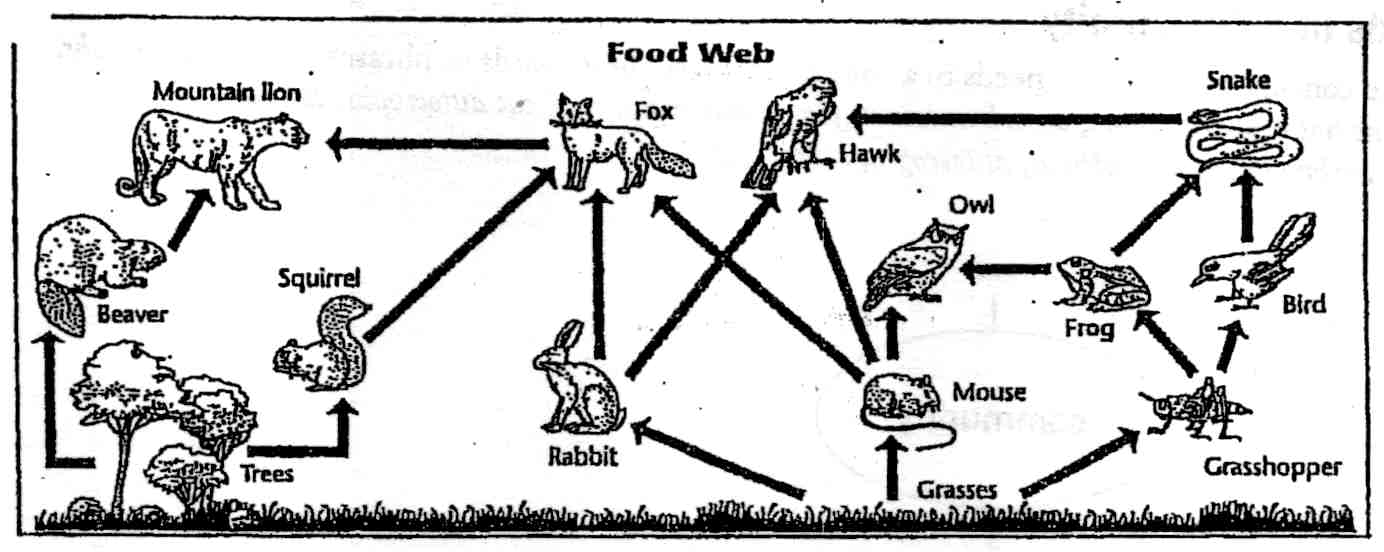 Food Web
Mountain lion
Fox
Snake
Hawk
Owl
Squirrel
Beaver
Frog
Bird
Mouse
Rabbit
Trees
Grasses
Grasshopper